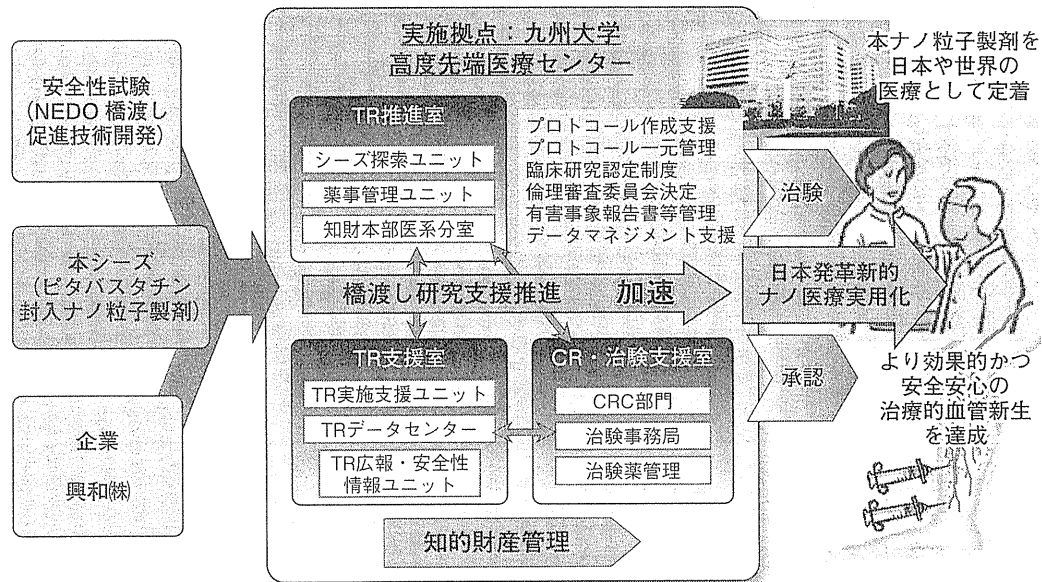 安全性試験
(NEDO 橋渡し
促進技術開発)
本シーズ
(ピタバスタチン
封入ナノ粒子製剤)
企業
興和㈱
実施拠点：九州大学
高度先端医療センター
TR推進室
シーズ探索ユニット
薬事管理ユニット
知財本部医系分室
プロトコール作成支援
プロトコール一元管理
臨床研究認定制度
倫理審査委員会決定
有害事象報告書等管理
データマネジメント支援
橋渡し研究支援推進　加速
TR支援室
TR実施支援ユニット
TRデータセンター
TR広報・安全性
情報ユニット
CR・治験支援室
CRC部門
治験事務局
治験薬管理
知的財産管理
本ナノ粒子製剤を
日本や世界の
医療として定着
治験
日本発革新的
ナノ医療実用化
承認
より効果的かつ
安全安心の
治療的血管新生
を達成